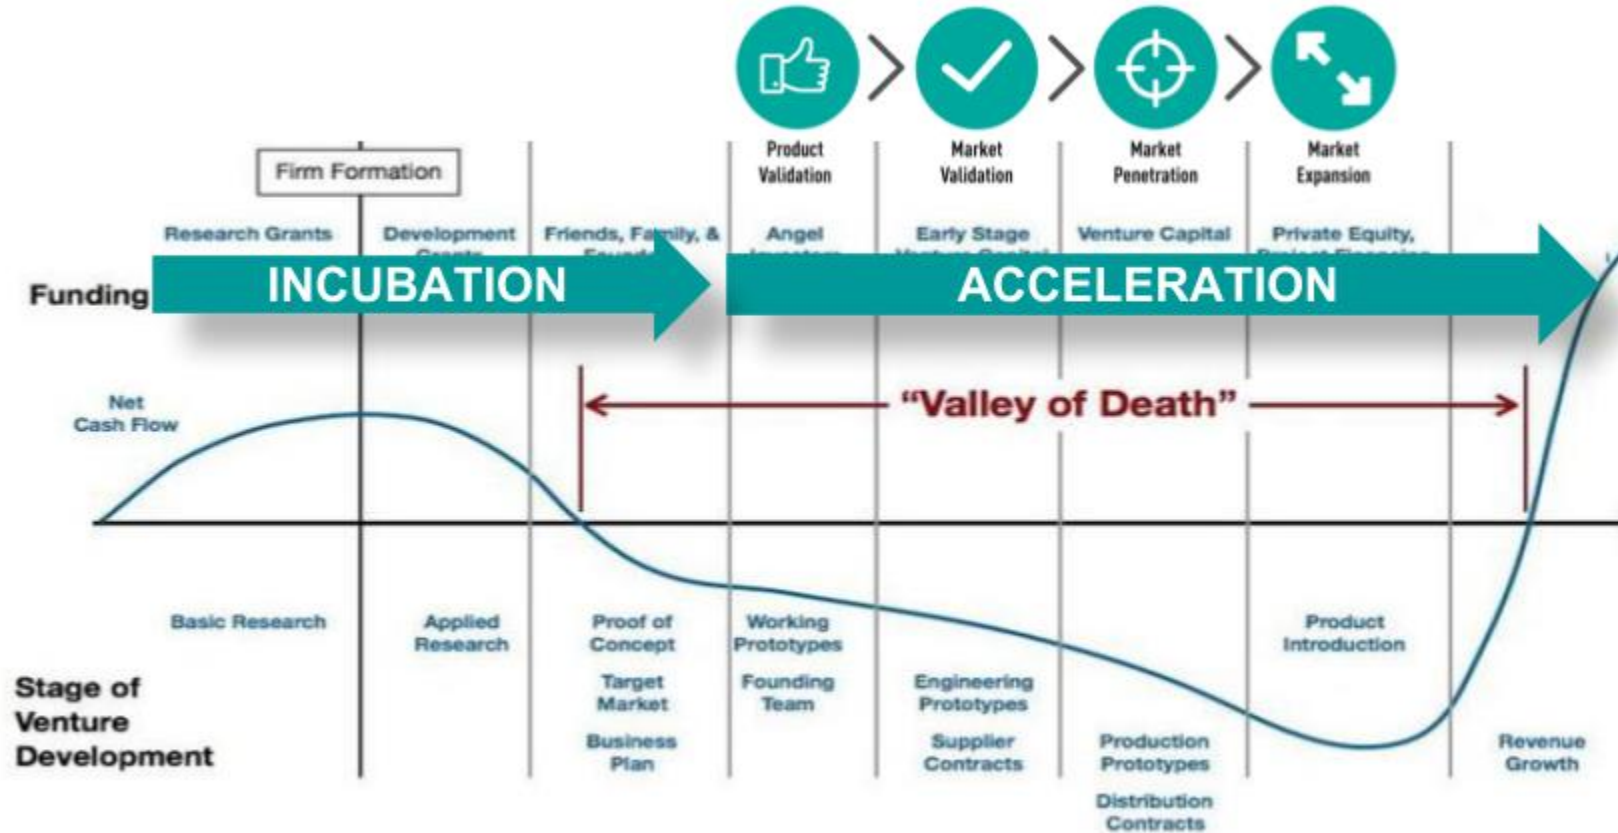 Product
Validation
Market
Validation
Market
Penetration
Market
Expansion
Firm Formation
Research Grants
Development
Friends, Family, &
Angel
Early Stage
Venture Capital
Private Equity,
Funding
INCUBATION
ACCELERATION
Net
Cash Flow
“Valley of Death”
Basic Research
Applied
Research
Proof of
Concept
Target
Market
Business
Plan
Working
Prototypes
Founding
Team
Engineering
Prototypes
Supplier
Contracts
Production
Prototypes
Distribution
Contracts
Product
Introduction
Revenue
Growth
Stage of
Venture
Development